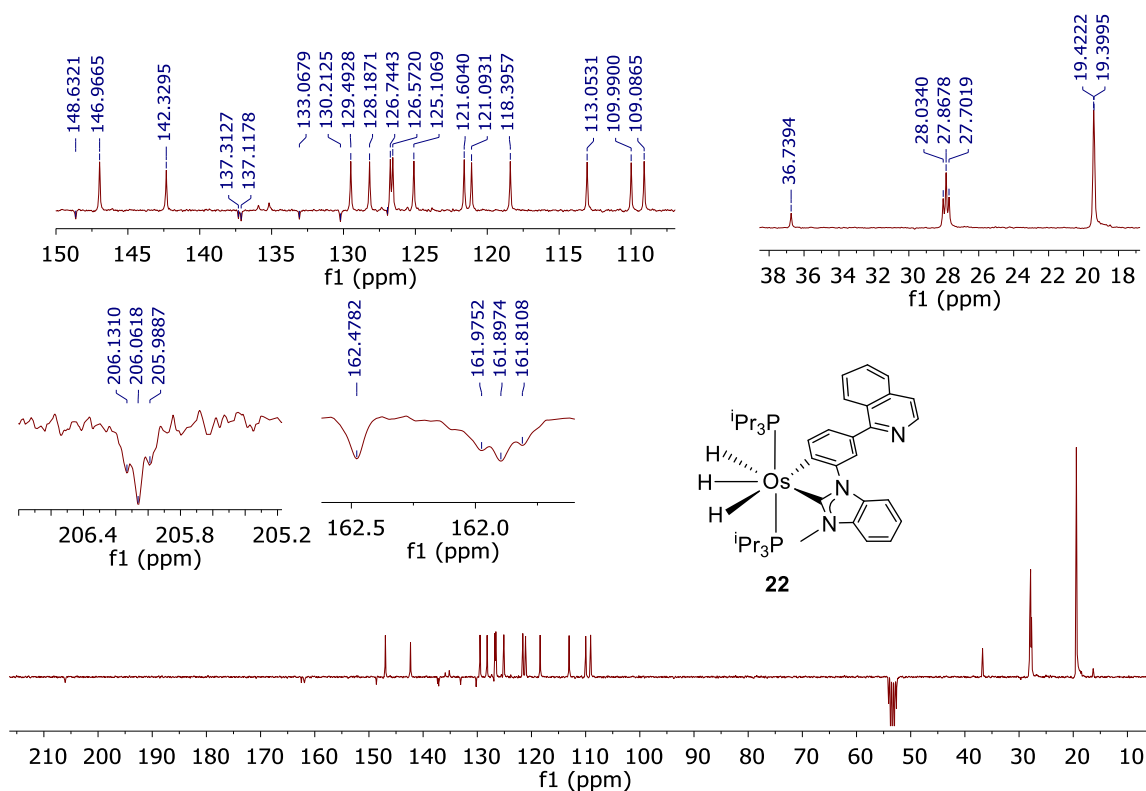 148.6321
146.9665
142.3295
137.3127
137.1178
133.0679
130.2125
129.4928
128.1871
126.7443
126.5720
125.1069
121.6040
121.0931
118.3957
113.0531
109.9900
109.0865
150 145 140 135 130 125 120 115 110
f1 (ppm)
36.7394
28.0340
27.8678
27.7019
19.4222
19.3995
38 36 34 32 30 28 26 24 22 20 18
f1 (ppm)
206.1310
206.0618
205.9887
206.4 205.8 205.2
f1 (ppm)
162.4782
161.9752
161.8974
161.8108
162.5 162.0
f1 (ppm)
N
iPr3P
H
H Os
H
N
N
iPr3P
22
210 200 190 180 170 160 150 140 130 120 110 100 90 80 70 60 50 40 30 20 10
f1 (ppm)